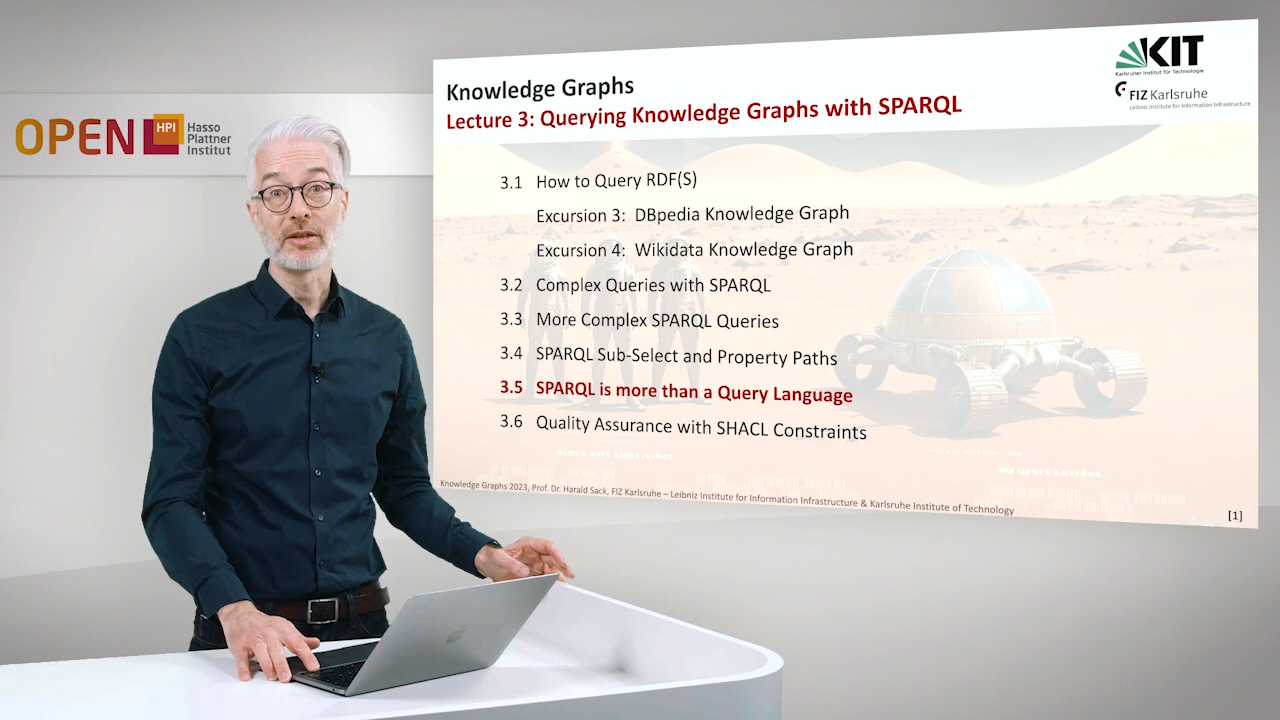 OPEN HPI Hasso Plattner Institut
Knowledge Graphs
Lecture 3: Querying Knowledge Graphs with SPARQL
KIT
Karlsruher Institut für Technologie
FIZ Karlsruhe
Leibniz Institute for Information Infrastructure
3.1 How to Query RDF(S)
Excursion 3: DBpedia Knowledge Graph
Excursion 4: Wikidata Knowledge Graph
3.2 Complex Queries with SPARQL
3.3 More Complex SPARQL Queries
3.4 SPARQL Sub-Select and Property Paths
3.5 SPARQL is more than a Query Language
3.6 Quality Assurance with SHACL Constraints
Knowledge Graphs 2023, Prof. Dr. Harald Sack, FIZ Karlsruhe – Leibniz Institute for Information Infrastructure & Karlsruhe Institute of Technology
[1]